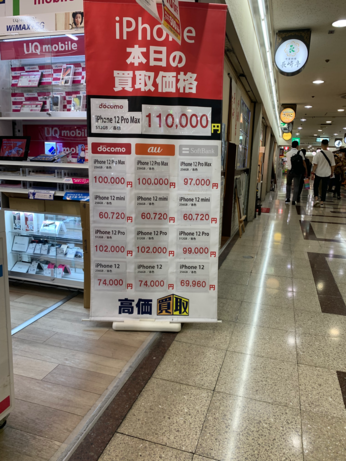 WiMAX
UQ mobile
UQ mobile
iPhone
本日の
買取価格
docomo
iPhone 12 Pro Max
110,000円
docomo
au
SoftBank
iPhone 12 Pro Max
iPhone 12 Pro Max
iPhone 12 Pro Max
100,000円
100,000円
97,000円
iPhone 12 mini
iPhone 12 mini
iPhone 12 mini
60,720円
60,720円
60,720円
iPhone 12 Pro
iPhone 12 Pro
iPhone 12 Pro
102,000円
102,000円
99,000円
iPhone 12
iPhone 12
iPhone 12
74,000円
74,000円
69,960円
高価買取